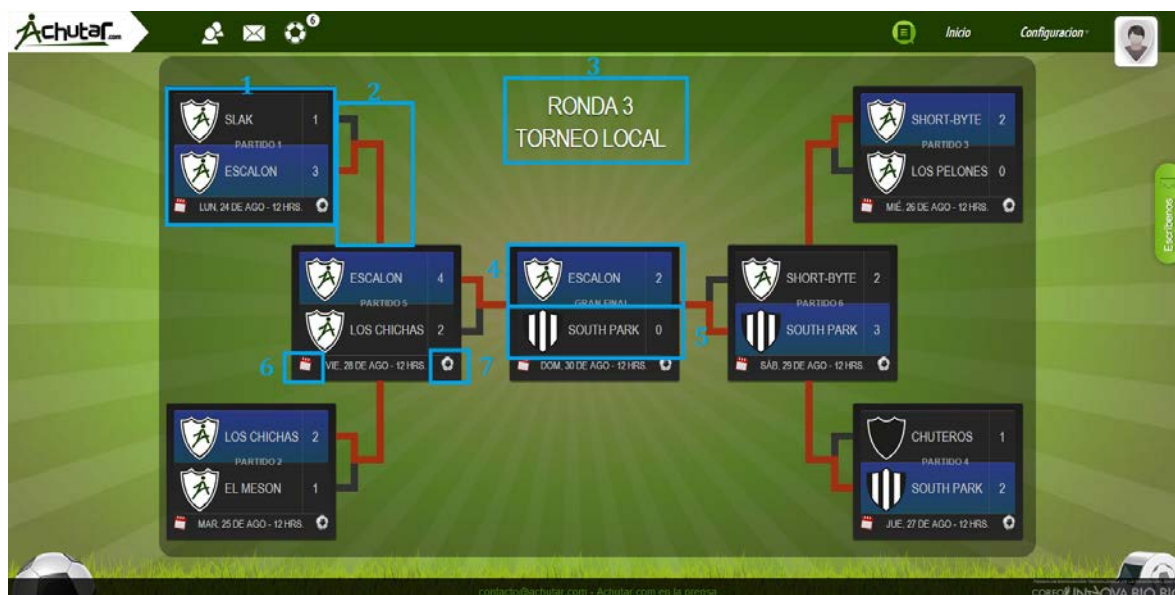 Achutar.com
6
Inicio
Configuracion
1
2
3
RONDA 3
TORNEO LOCAL
SLAK 1
PARTIDO 1
ESCALON 3
LUN, 24 DE AGO - 12 HRS.
SHORT-BYTE 2
PARTIDO 3
LOS PELONES 0
MIÉ, 26 DE AGO - 12 HRS.
Escribenos
ESCALON 4
PARTIDO 5
LOS CHICHAS 2
VIE, 28 DE AGO - 12 HRS.
4
ESCALON 2
GRAN FINAL
SOUTH PARK 0
5
DOM, 30 DE AGO - 12 HRS.
SHORT-BYTE 2
PARTIDO 6
SOUTH PARK 3
SÁB, 29 DE AGO - 12 HRS.
6
7
LOS CHICHAS 2
PARTIDO 2
EL MESON 1
MAR, 25 DE AGO - 12 HRS.
CHUTEROS 1
PARTIDO 4
SOUTH PARK 2
JUE, 27 DE AGO - 12 HRS.
contacto@achutar.com - Achutar.com en la prensa